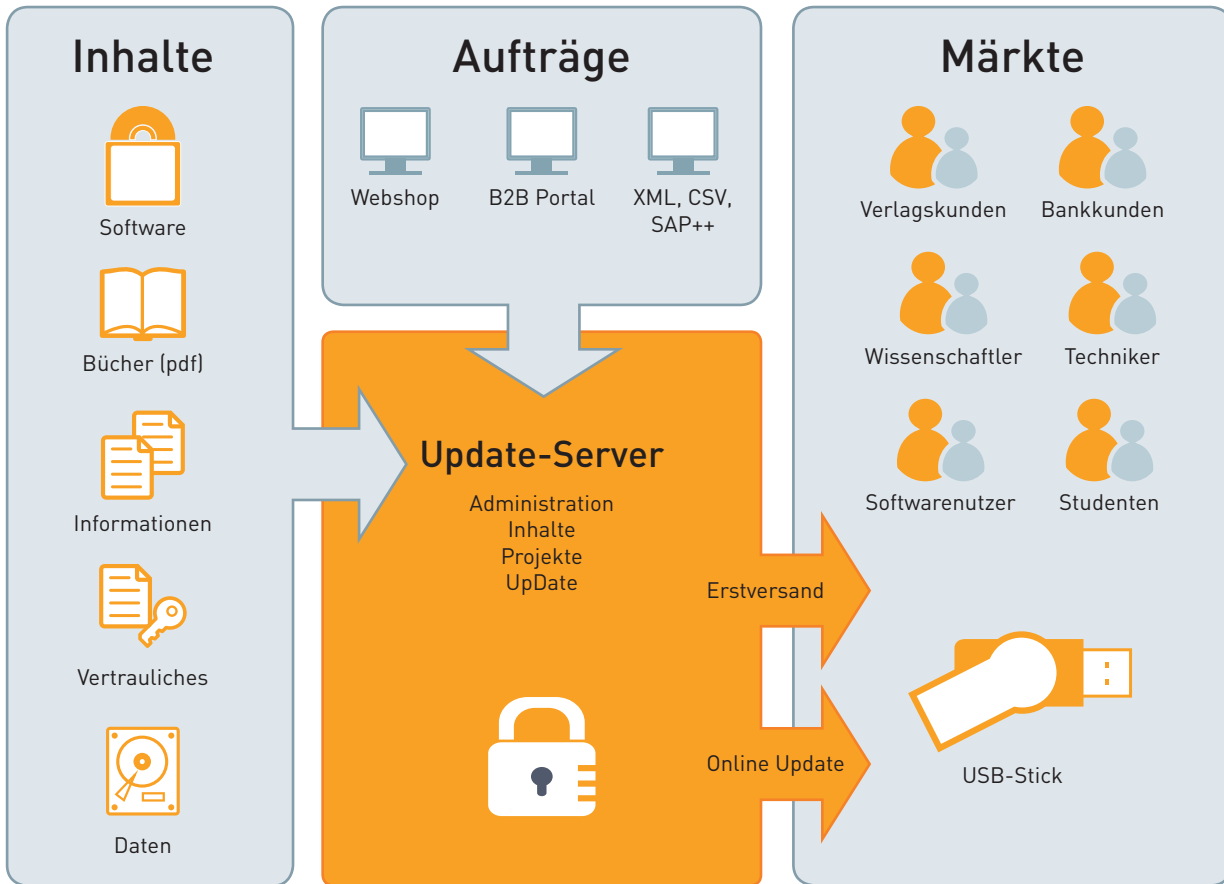 Inhalte
Software
Bücher (pdf)
Informationen
Vertrauliches
Daten
Aufträge
Webshop
B2B Portal
XML, CSV,
SAP++
Update-Server
Administration
Inhalte
Projekte
UpDate
Erstversand
Online Update
Märkte
Verlagskunden
Bankkunden
Wissenschaftler
Techniker
Softwarenutzer
Studenten
USB-Stick